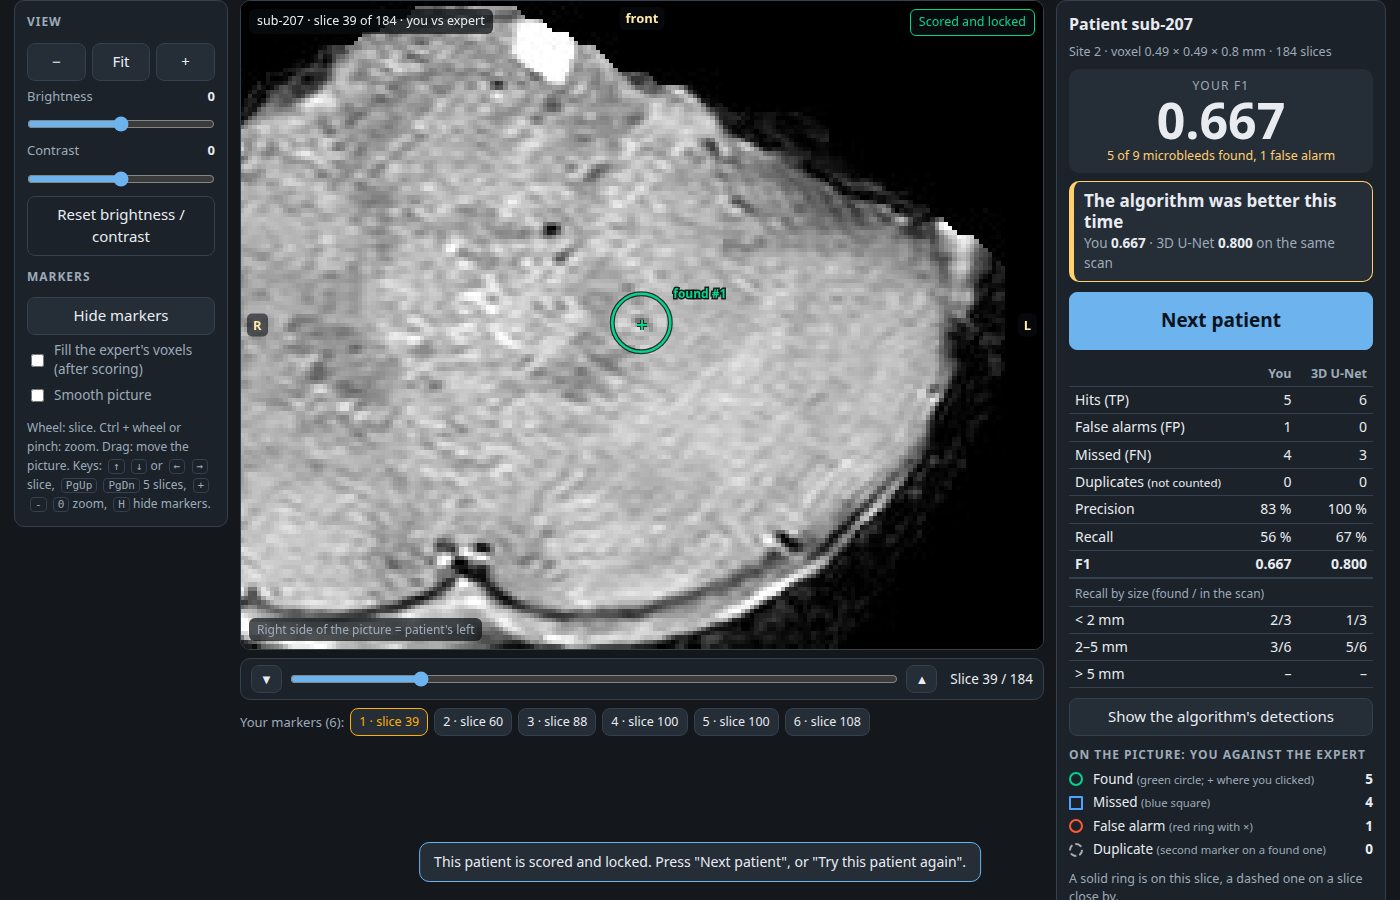 VIEW
−
Fit
+
Brightness
0
Contrast
0
Reset brightness /
contrast
MARKERS
Hide markers
Fill the expert's voxels
(after scoring)
Smooth picture
Wheel: slice. Ctrl + wheel or
pinch: zoom. Drag: move the
picture. Keys: ↑ ↓ or ← →
slice, PgUp PgDn 5 slices, +
- 0 zoom, H hide markers.
sub-207 · slice 39 of 184 · you vs expert
front
Scored and locked
found #1
R
L
Right side of the picture = patient's left
▼
▲
Slice 39 / 184
Your markers (6): 1 · slice 39 2 · slice 60 3 · slice 88 4 · slice 100 5 · slice 100 6 · slice 108
This patient is scored and locked. Press "Next patient", or "Try this patient again".
Patient sub-207
Site 2 · voxel 0.49 × 0.49 × 0.8 mm · 184 slices
YOUR F1
0.667
5 of 9 microbleeds found, 1 false alarm
The algorithm was better this
time
You 0.667 · 3D U-Net 0.800 on the same
scan
Next patient
You 3D U-Net
Hits (TP) 5 6
False alarms (FP) 1 0
Missed (FN) 4 3
Duplicates (not counted) 0 0
Precision 83 % 100 %
Recall 56 % 67 %
F1 0.667 0.800
Recall by size (found / in the scan)
< 2 mm 2/3 1/3
2–5 mm 3/6 5/6
> 5 mm – –
Show the algorithm's detections
ON THE PICTURE: YOU AGAINST THE EXPERT
Found (green circle; + where you clicked) 5
Missed (blue square) 4
False alarm (red ring with ×) 1
Duplicate (second marker on a found one) 0
A solid ring is on this slice, a dashed one on a slice
close by.